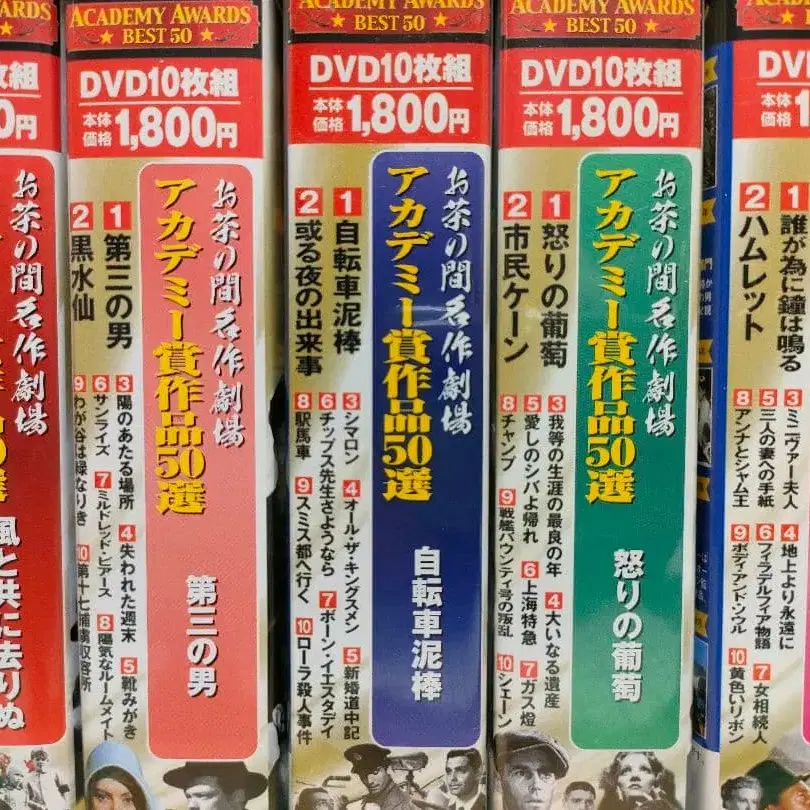 0円
風と共に去りぬ
ACADEMY AWARDS
BEST 50
DVD10枚組
本体価格 1,800円
お茶の間名作劇場
アカデミー賞作品50選
第三の男
1 第三の男
2 黒水仙
3 陽のあたる場所
4 失われた週末
5 靴みがき
6 サンライズ
7 ミルドレッド・ピアース
8 陽気なルームメイト
9 わが谷は緑なりき
10 第十七捕虜収容所
ACADEMY AWARDS
BEST 50
DVD10枚組
本体価格 1,800円
お茶の間名作劇場
アカデミー賞作品50選
自転車泥棒
1 自転車泥棒
2 或る夜の出来事
3 シマロン
4 オール・ザ・キングスメン
5 新婚道中記
6 チップス先生さようなら
7 ボーン・イエスタデイ
8 駅馬車
9 スミス都へ行く
10 ローラ殺人事件
ACADEMY AWARDS
BEST 50
DVD10枚組
本体価格 1,800円
お茶の間名作劇場
アカデミー賞作品50選
怒りの葡萄
1 怒りの葡萄
2 市民ケーン
3 我等の生涯の最良の年
4 大いなる遺産
5 愛しのシバよ帰れ
6 上海特急
7 ガス燈
8 チャンプ
9 戦艦バウンティ号の叛乱
10 シェーン
DV
本体価格 1
1 誰が為に鐘は鳴る
2 ハムレット
3 ミニヴァー夫人
4 地上より永遠に
5 三人の妻への手紙
6 フィラデルフィア物語
7 女相続人
8 アンナとシャム王
9 ボディ・アンド・ソウル
10 黄色いリボン